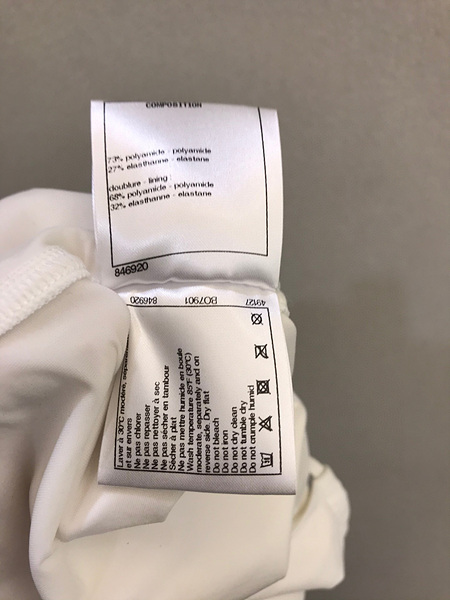 COMPOSITION
73% polyamide - polyamide
27% elasthanne - elastane
doublure - lining :
68% polyamide - polyamide
32% elasthanne - elastane
846920
846920 BO7901 49127
Laver à 30°C modéré,
et sur envers
Ne pas chlorer
Ne pas repasser
Ne pas nettoyer à sec
Ne pas sécher en tambour
Sécher à plat
Ne pas mettre humide en boule
Wash temperature 85°F (30°C)
moderate, separately and on
reverse side. Dry flat
Do not bleach
Do not iron
Do not dry clean
Do not tumble dry
Do not crumple humid